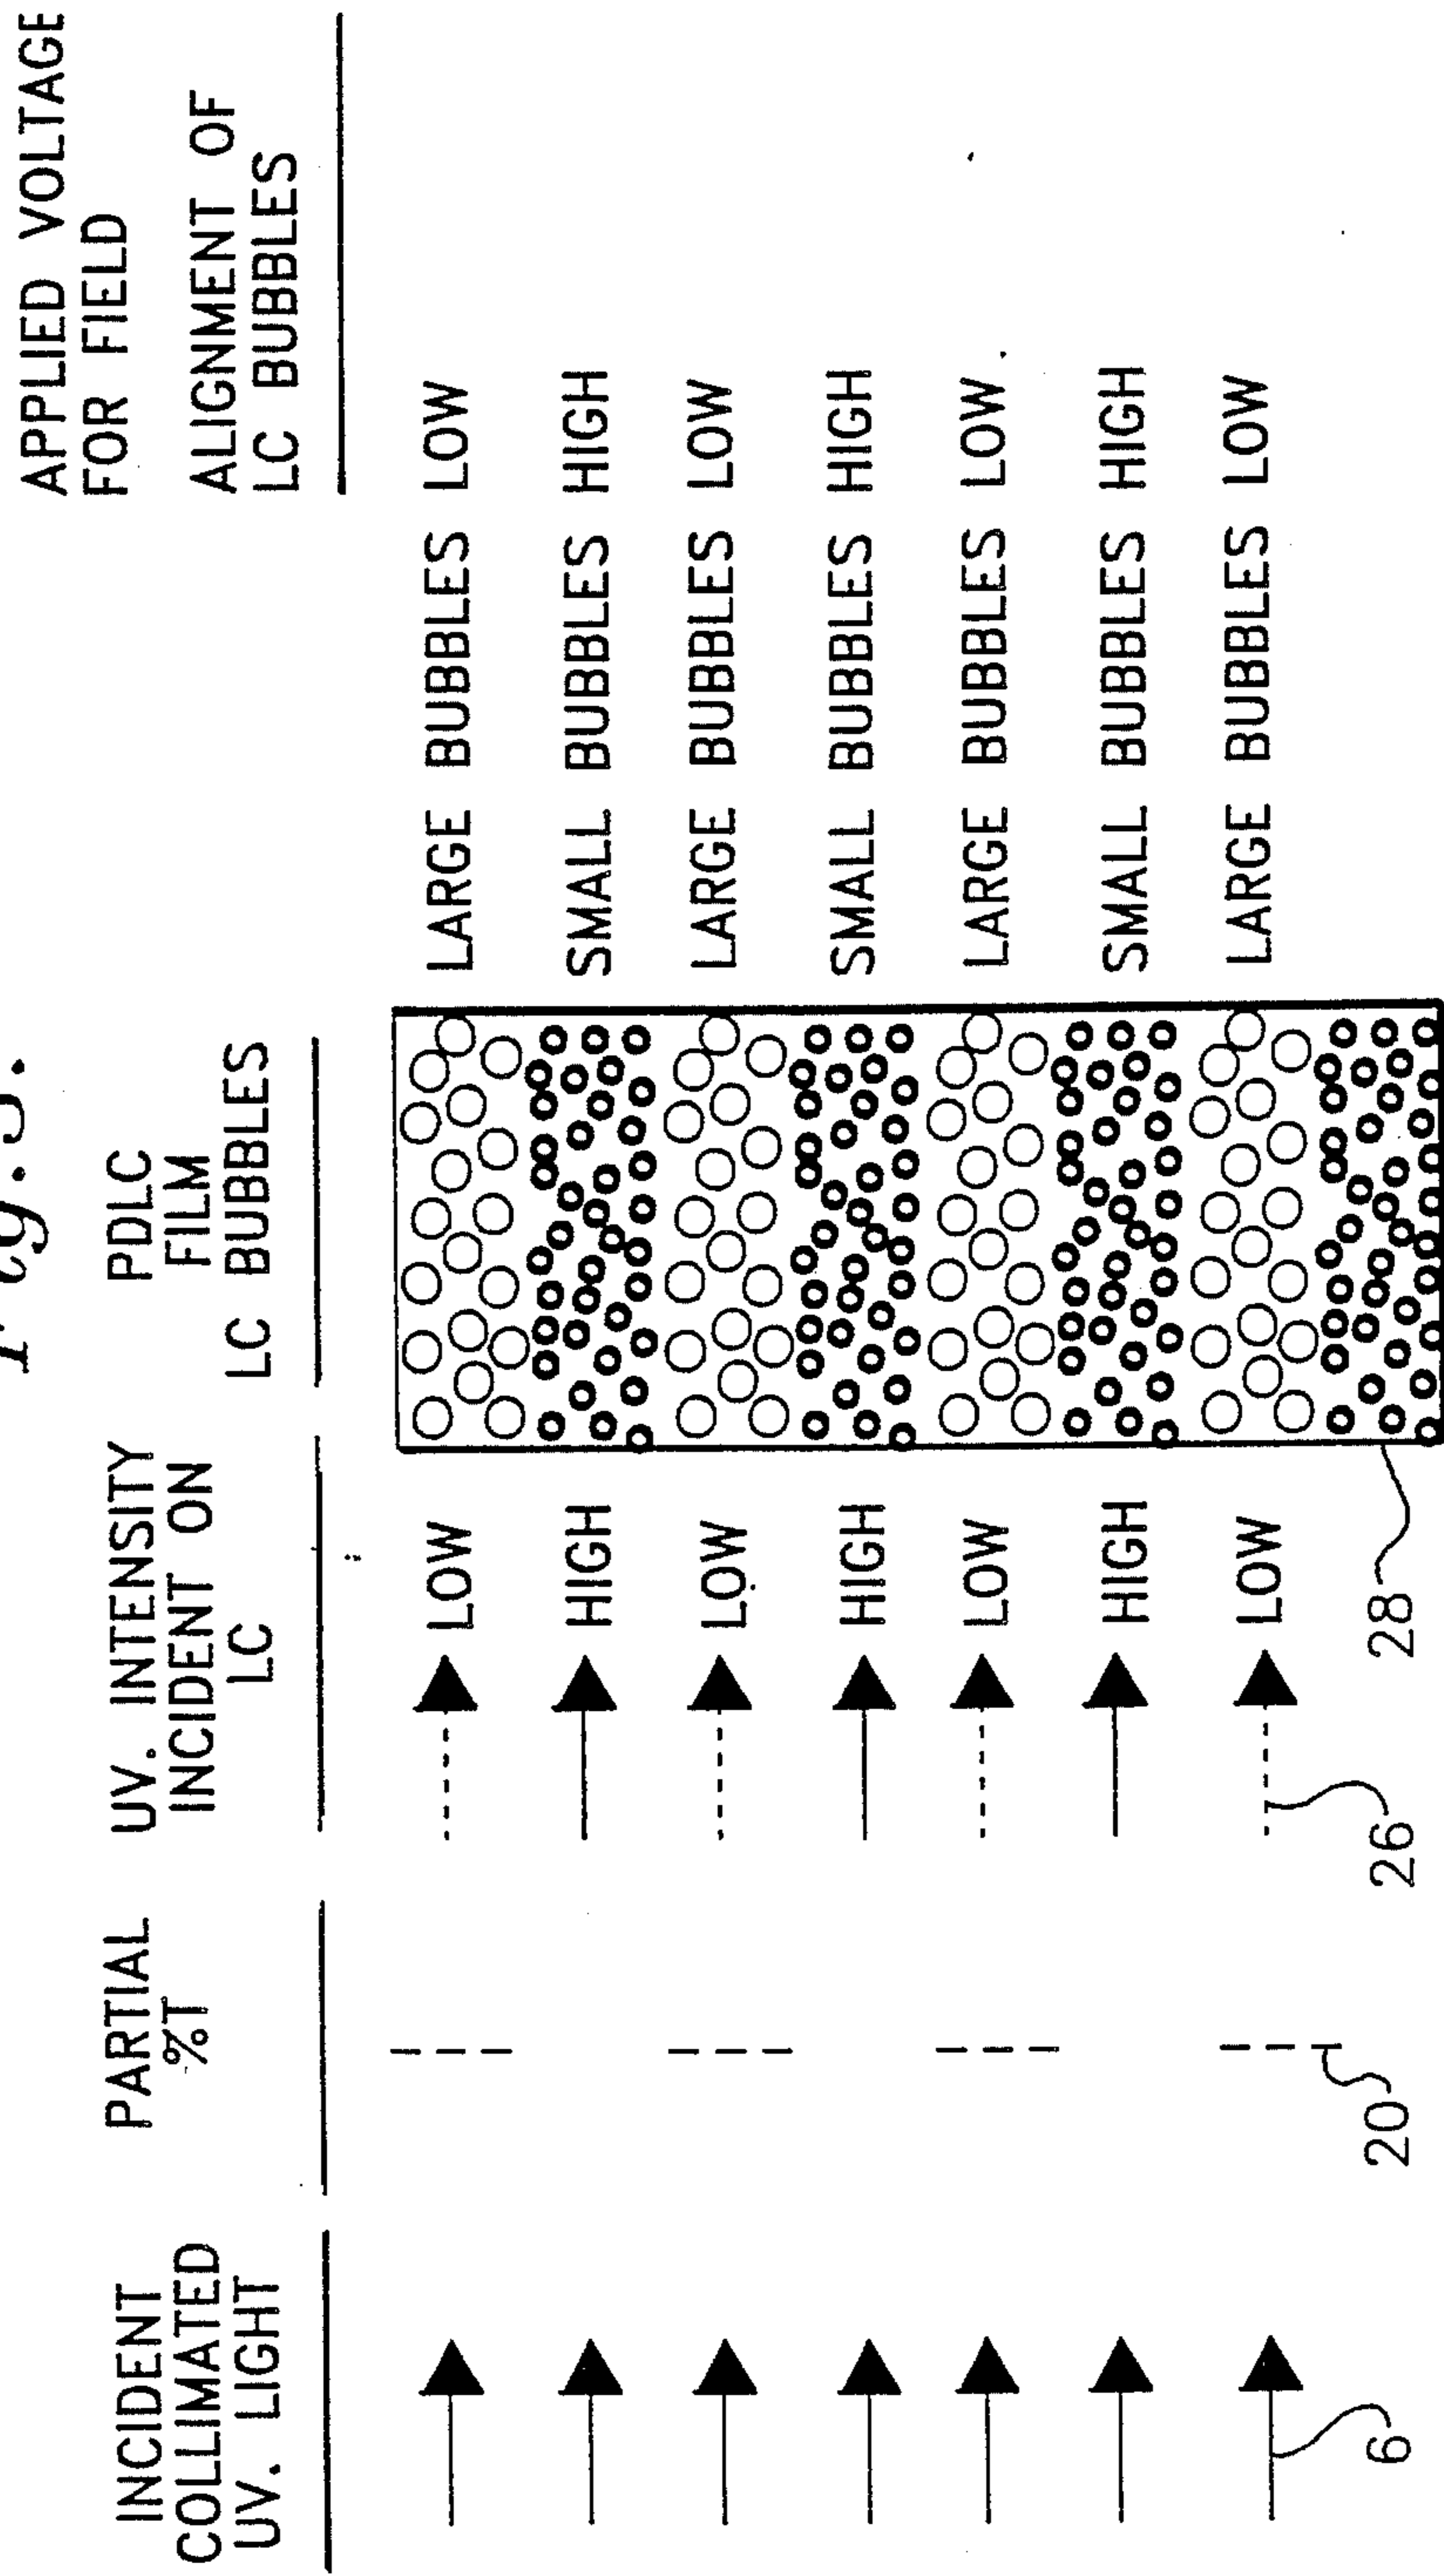 Fig.3.
INCIDENT
COLLIMATED
UV. LIGHT
PARTIAL
%T
UV. INTENSITY
INCIDENT ON
LC
PDLC
FILM
LC BUBBLES
APPLIED VOLTAGE
FOR FIELD
ALIGNMENT OF
LC BUBBLES
LOW LARGE BUBBLES LOW
HIGH SMALL BUBBLES HIGH
LOW LARGE BUBBLES LOW
HIGH SMALL BUBBLES HIGH
LOW LARGE BUBBLES LOW
HIGH SMALL BUBBLES HIGH
LOW LARGE BUBBLES LOW
6 20 26 28